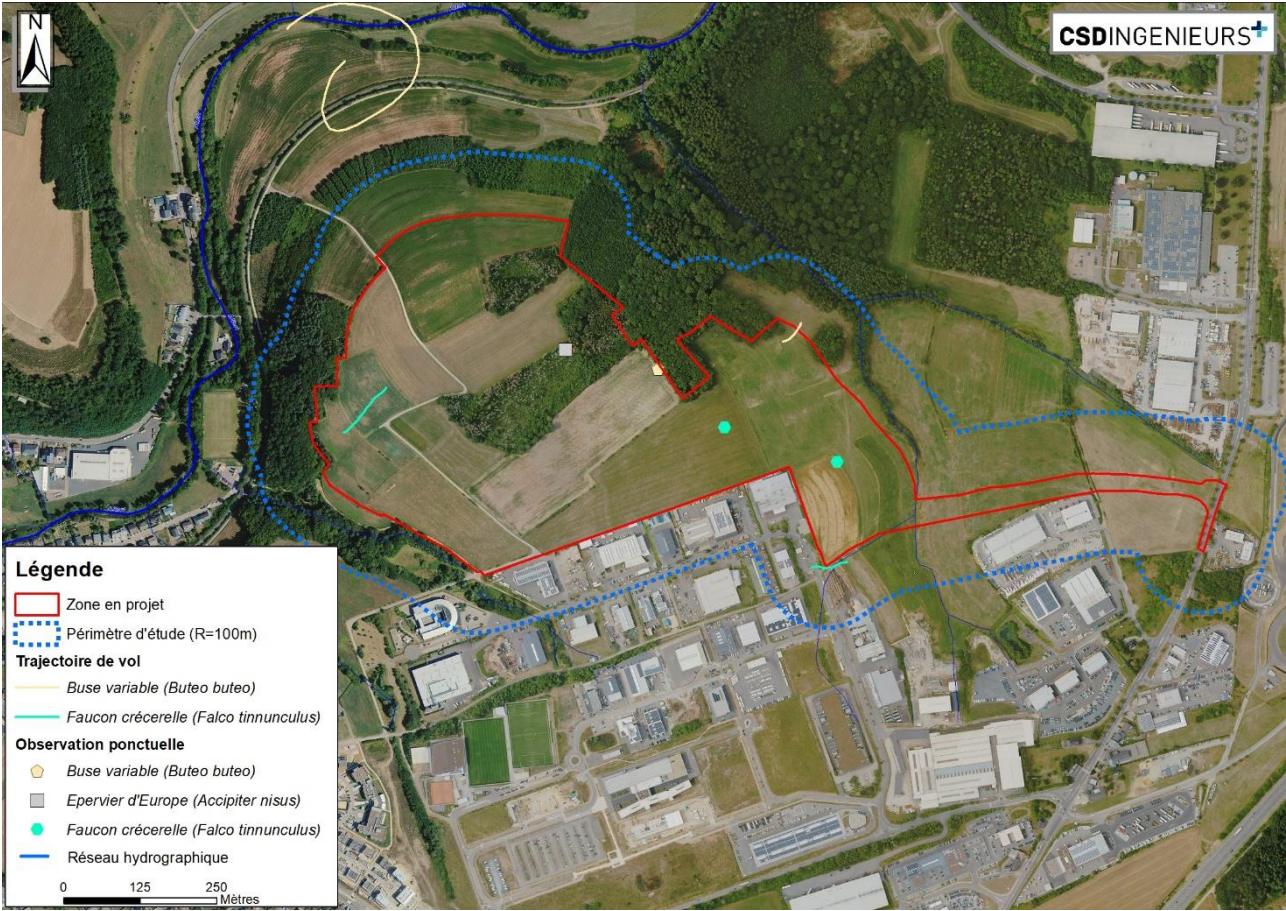 N
CSDINGENIEURS+
Légende
Zone en projet
Périmètre d'étude (R=100m)
Trajectoire de vol
Buse variable (Buteo buteo)
Faucon crécerelle (Falco tinnunculus)
Observation ponctuelle
Buse variable (Buteo buteo)
Epervier d'Europe (Accipiter nisus)
Faucon crécerelle (Falco tinnunculus)
Réseau hydrographique
0 125 250
Mètres